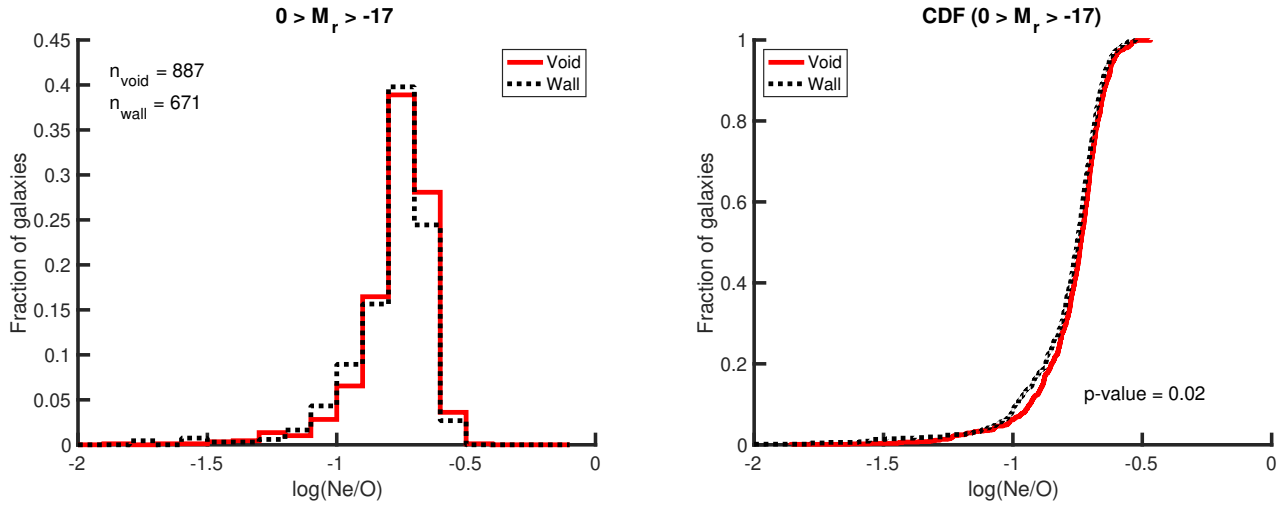 0 > M_r > -17
n_void = 887
n_wall = 671
Void
Wall
0.45
0.4
0.35
0.3
0.25
0.2
0.15
0.1
0.05
0
Fraction of galaxies
-2
-1.5
-1
-0.5
0
log(Ne/O)
CDF (0 > M_r > -17)
Void
Wall
1
0.8
0.6
0.4
0.2
0
Fraction of galaxies
p-value = 0.02
-2
-1.5
-1
-0.5
0
log(Ne/O)